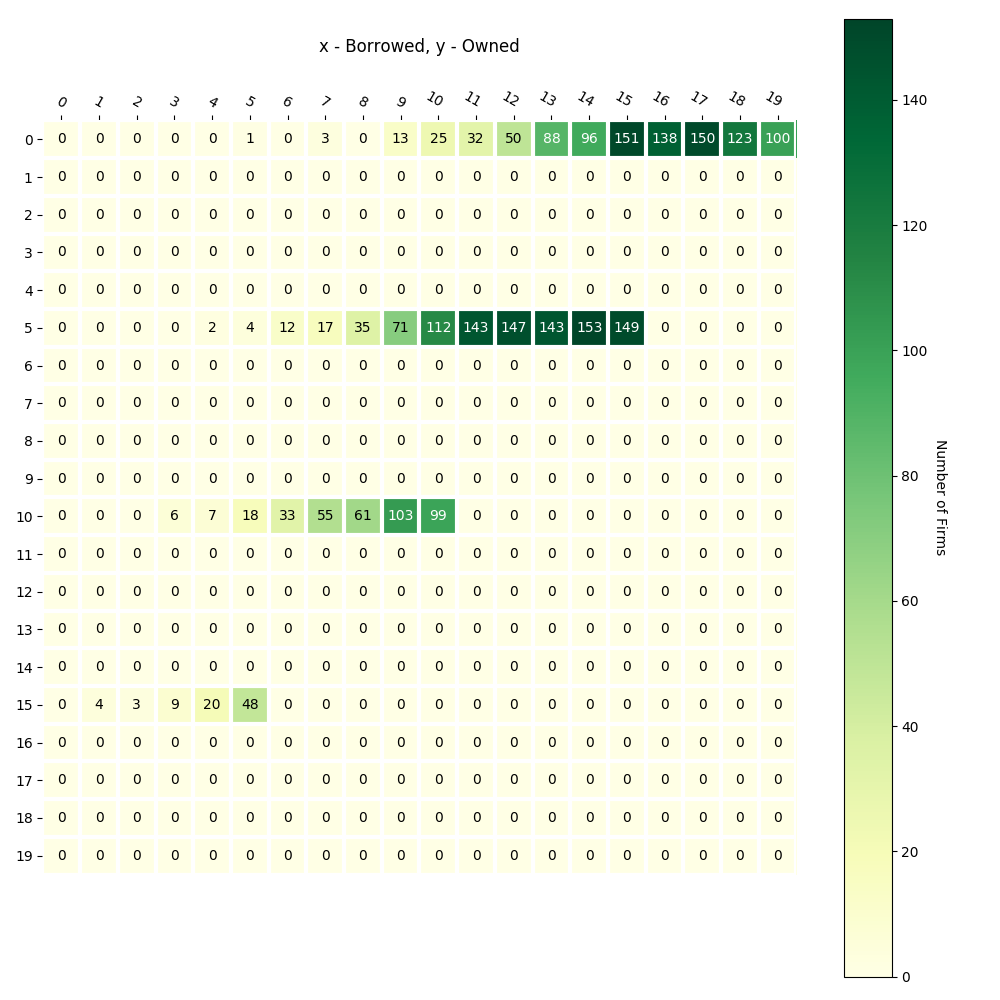 x - Borrowed, y - Owned
0 1 2 3 4 5 6 7 8 9 10 11 12 13 14 15 16 17 18 19
0 0 0 0 0 0 1 0 3 0 13 25 32 50 88 96 151 138 150 123 100
1 0 0 0 0 0 0 0 0 0 0 0 0 0 0 0 0 0 0 0 0
2 0 0 0 0 0 0 0 0 0 0 0 0 0 0 0 0 0 0 0 0
3 0 0 0 0 0 0 0 0 0 0 0 0 0 0 0 0 0 0 0 0
4 0 0 0 0 0 0 0 0 0 0 0 0 0 0 0 0 0 0 0 0
5 0 0 0 0 2 4 12 17 35 71 112 143 147 143 153 149 0 0 0 0
6 0 0 0 0 0 0 0 0 0 0 0 0 0 0 0 0 0 0 0 0
7 0 0 0 0 0 0 0 0 0 0 0 0 0 0 0 0 0 0 0 0
8 0 0 0 0 0 0 0 0 0 0 0 0 0 0 0 0 0 0 0 0
9 0 0 0 0 0 0 0 0 0 0 0 0 0 0 0 0 0 0 0 0
10 0 0 0 6 7 18 33 55 61 103 99 0 0 0 0 0 0 0 0 0
11 0 0 0 0 0 0 0 0 0 0 0 0 0 0 0 0 0 0 0 0
12 0 0 0 0 0 0 0 0 0 0 0 0 0 0 0 0 0 0 0 0
13 0 0 0 0 0 0 0 0 0 0 0 0 0 0 0 0 0 0 0 0
14 0 0 0 0 0 0 0 0 0 0 0 0 0 0 0 0 0 0 0 0
15 0 4 3 9 20 48 0 0 0 0 0 0 0 0 0 0 0 0 0 0
16 0 0 0 0 0 0 0 0 0 0 0 0 0 0 0 0 0 0 0 0
17 0 0 0 0 0 0 0 0 0 0 0 0 0 0 0 0 0 0 0 0
18 0 0 0 0 0 0 0 0 0 0 0 0 0 0 0 0 0 0 0 0
19 0 0 0 0 0 0 0 0 0 0 0 0 0 0 0 0 0 0 0 0
140
120
100
80
60
40
20
0
Number of Firms